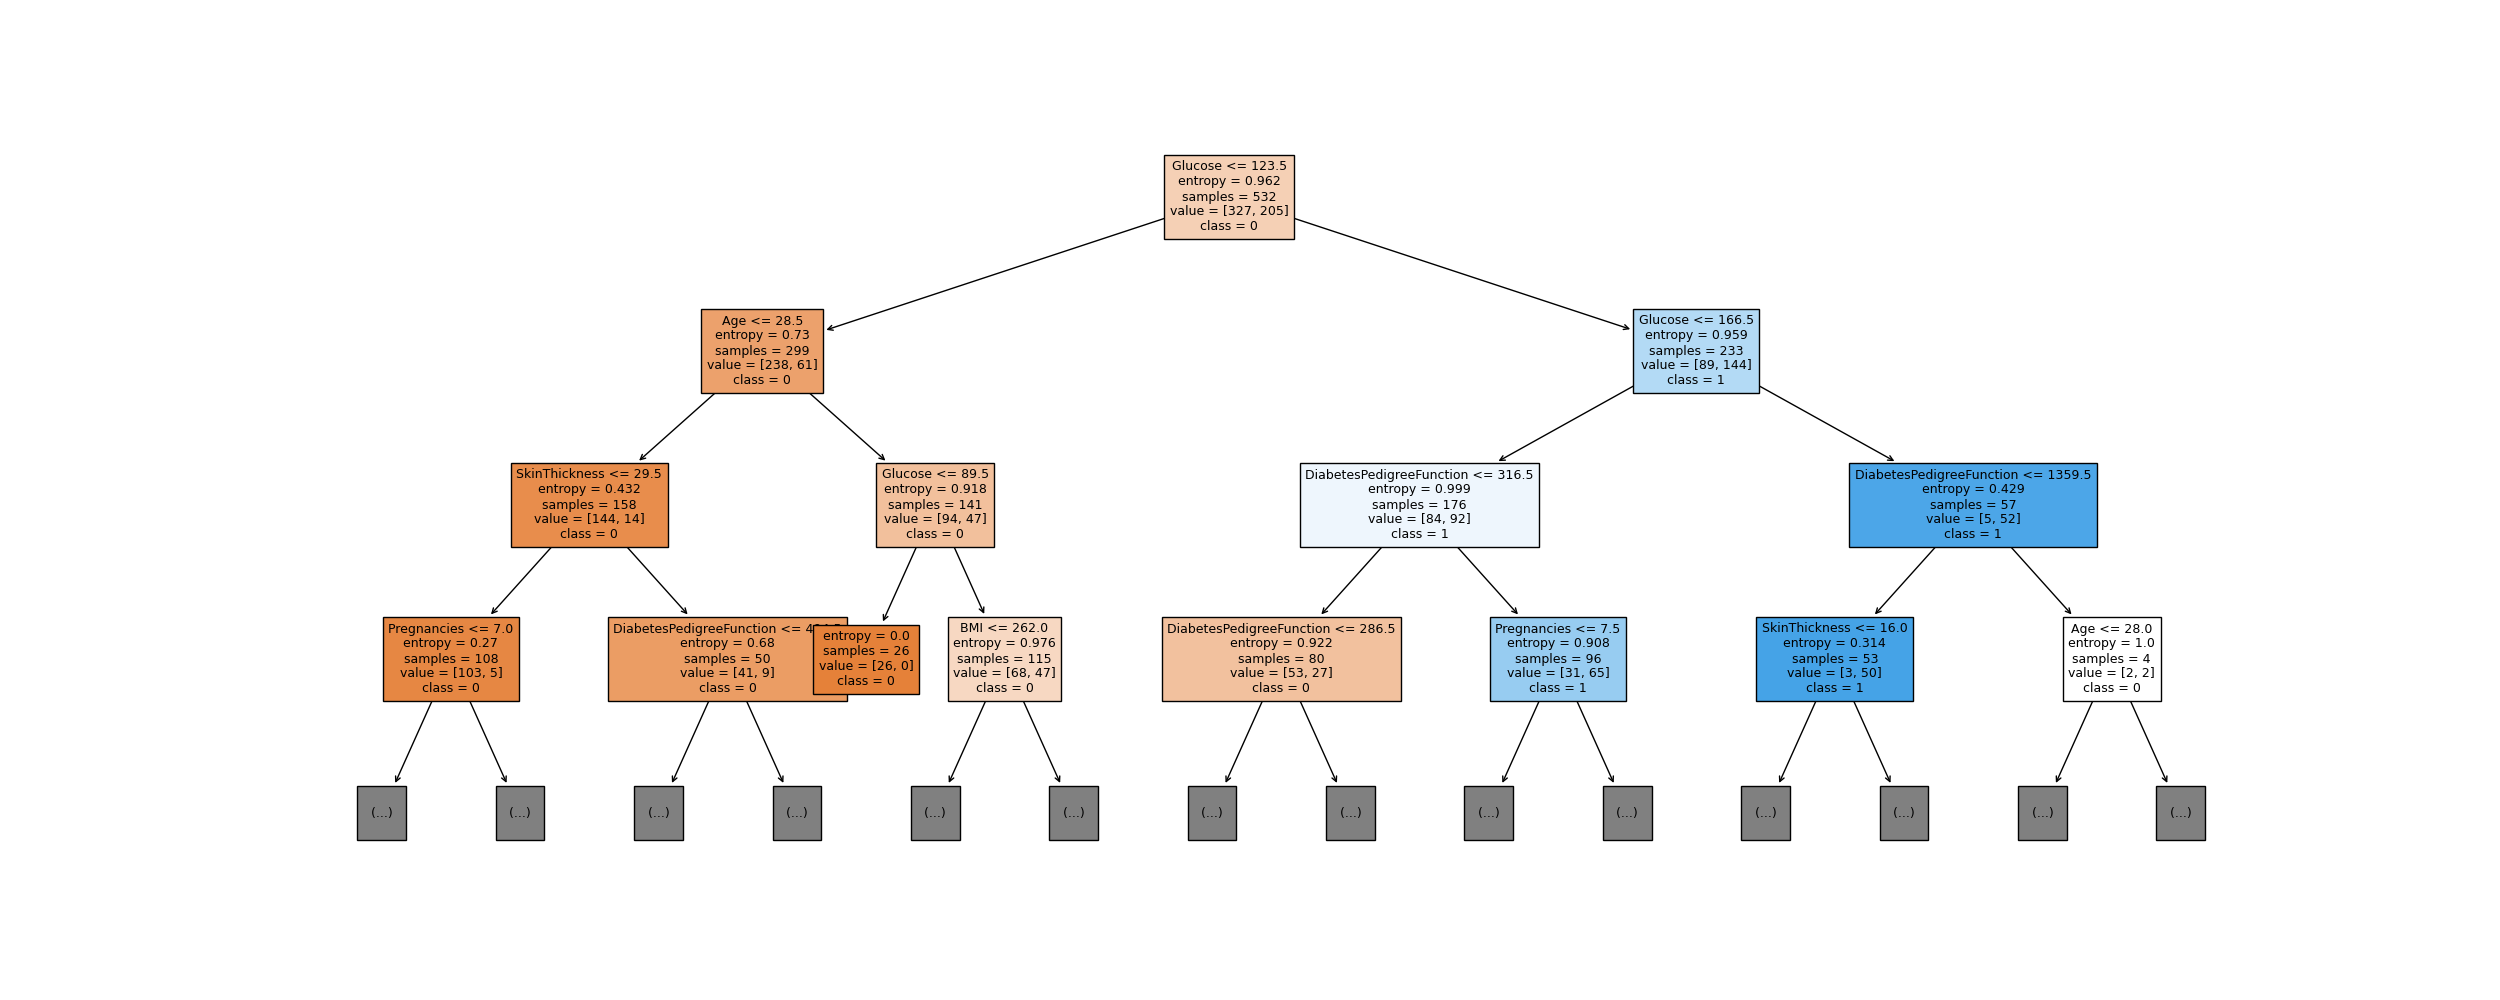 Glucose <= 123.5
entropy = 0.962
samples = 532
value = [327, 205]
class = 0
Age <= 28.5
entropy = 0.73
samples = 299
value = [238, 61]
class = 0
Glucose <= 166.5
entropy = 0.959
samples = 233
value = [89, 144]
class = 1
SkinThickness <= 29.5
entropy = 0.432
samples = 158
value = [144, 14]
class = 0
Glucose <= 89.5
entropy = 0.918
samples = 141
value = [94, 47]
class = 0
DiabetesPedigreeFunction <= 316.5
entropy = 0.999
samples = 176
value = [84, 92]
class = 1
DiabetesPedigreeFunction <= 1359.5
entropy = 0.429
samples = 57
value = [5, 52]
class = 1
Pregnancies <= 7.0
entropy = 0.27
samples = 108
value = [103, 5]
class = 0
DiabetesPedigreeFunction <=
entropy = 0.68
samples = 50
value = [41, 9]
class = 0
entropy = 0.0
samples = 26
value = [26, 0]
class = 0
BMI <= 262.0
entropy = 0.976
samples = 115
value = [68, 47]
class = 0
DiabetesPedigreeFunction <= 286.5
entropy = 0.922
samples = 80
value = [53, 27]
class = 0
Pregnancies <= 7.5
entropy = 0.908
samples = 96
value = [31, 65]
class = 1
SkinThickness <= 16.0
entropy = 0.314
samples = 53
value = [3, 50]
class = 1
Age <= 28.0
entropy = 1.0
samples = 4
value = [2, 2]
class = 0
(...)
(...)
(...)
(...)
(...)
(...)
(...)
(...)
(...)
(...)
(...)
(...)
(...)
(...)